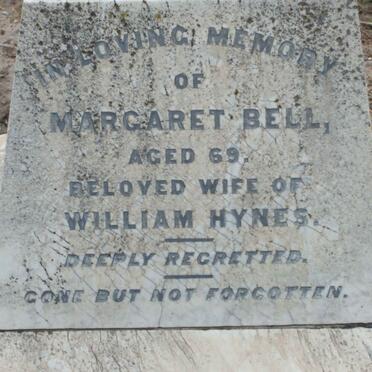 IN LOVING MEMORY
OF
MARGARET BELL,
AGED 69.
BELOVED WIFE OF
WILLIAM HYNES.
DEEPLY REGRETTED.
GONE BUT NOT FORGOTTEN.